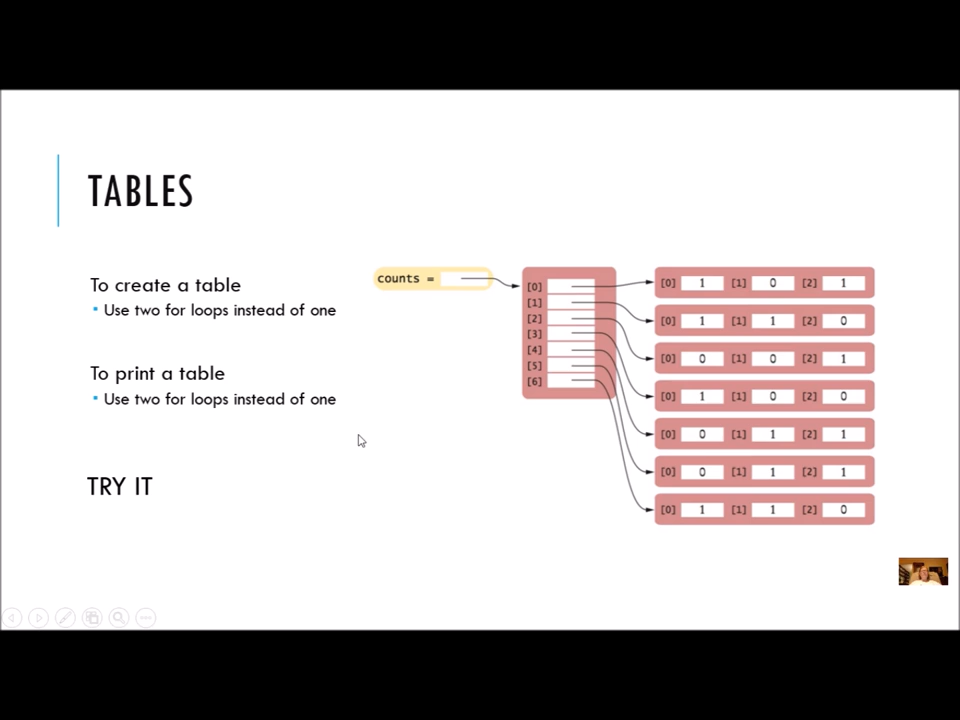 TABLES
To create a table
Use two for loops instead of one
To print a table
Use two for loops instead of one
TRY IT
counts =
[0]
[1]
[2]
[3]
[4]
[5]
[6]
[0] 1 [1] 0 [2] 1
[0] 1 [1] 1 [2] 0
[0] 0 [1] 0 [2] 1
[0] 1 [1] 0 [2] 0
[0] 0 [1] 1 [2] 1
[0] 0 [1] 1 [2] 1
[0] 1 [1] 1 [2] 0